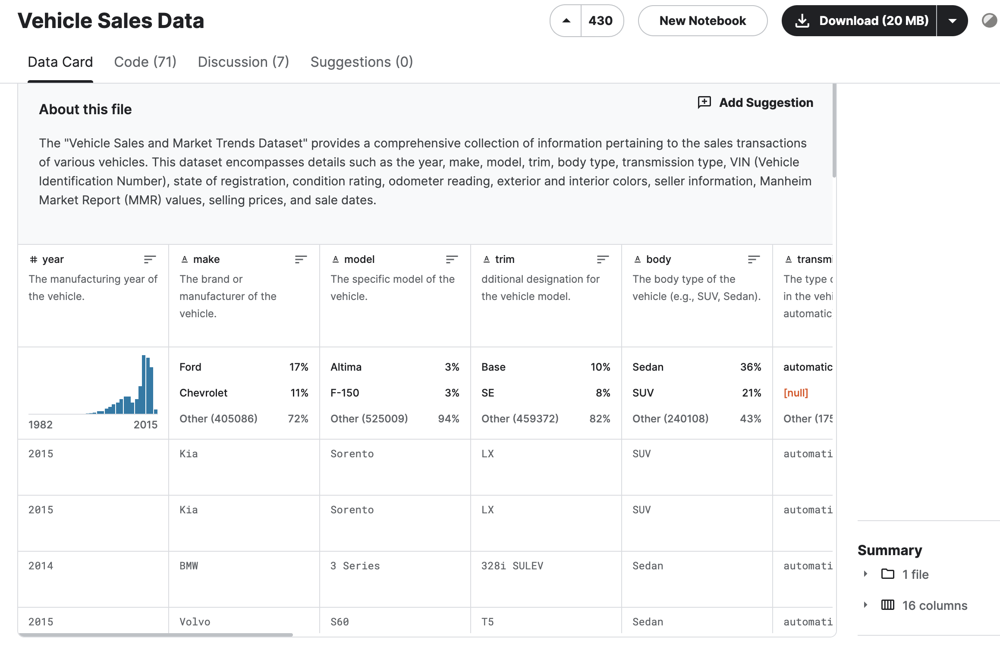 Vehicle Sales Data
430
New Notebook
Download (20 MB)
Data Card
Code (71)
Discussion (7)
Suggestions (0)
About this file
Add Suggestion
The "Vehicle Sales and Market Trends Dataset" provides a comprehensive collection of information pertaining to the sales transactions
of various vehicles. This dataset encompasses details such as the year, make, model, trim, body type, transmission type, VIN (Vehicle
Identification Number), state of registration, condition rating, odometer reading, exterior and interior colors, seller information, Manheim
Market Report (MMR) values, selling prices, and sale dates.
# year
The manufacturing year of
the vehicle.
A make
The brand or
manufacturer of the
vehicle.
A model
The specific model of the
vehicle.
A trim
dditional designation for
the vehicle model.
A body
The body type of the
vehicle (e.g., SUV, Sedan).
A transmi
The type
in the vehi
automatic
1982 2015
Ford 17%
Chevrolet 11%
Other (405086) 72%
Altima 3%
F-150 3%
Other (525009) 94%
Base 10%
SE 8%
Other (459372) 82%
Sedan 36%
SUV 21%
Other (240108) 43%
automatic
[null]
Other (175
2015 Kia Sorento LX SUV automati
2015 Kia Sorento LX SUV automati
2014 BMW 3 Series 328i SULEV Sedan automati
2015 Volvo S60 T5 Sedan automati
Summary
1 file
16 columns